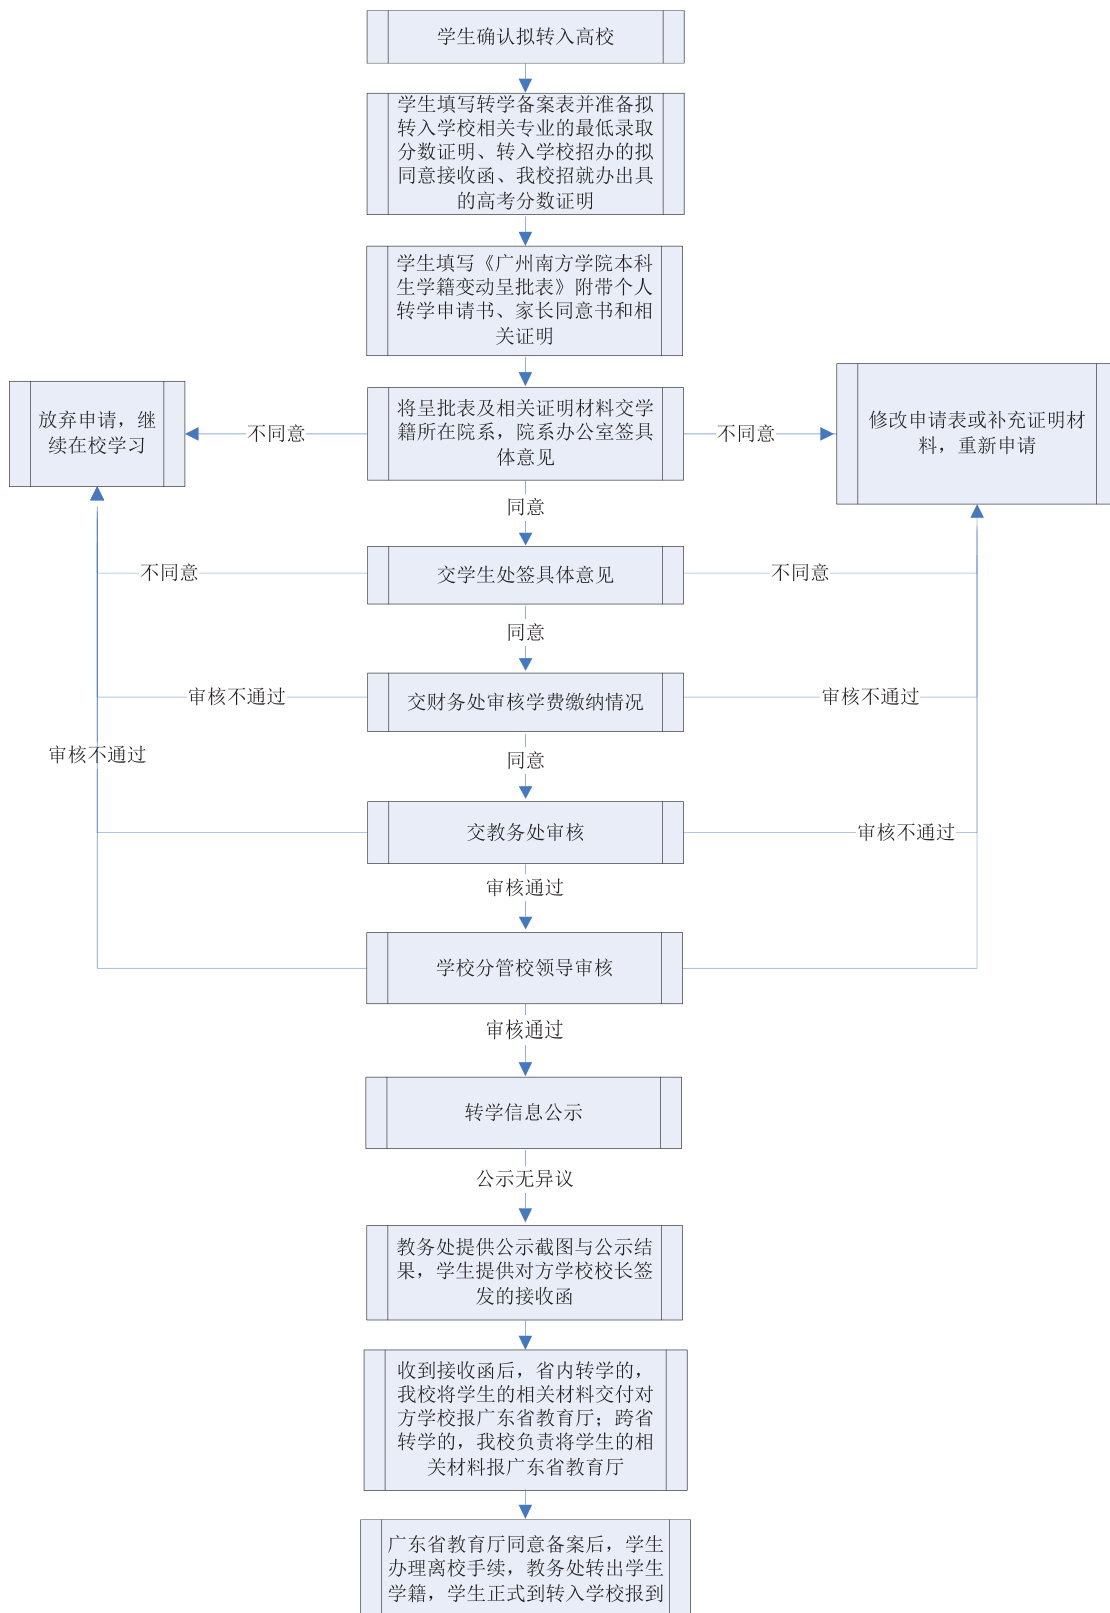 学生确认拟转入高校
学生填写转学备案表并准备拟
转入学校相关专业的最低录取
分数证明、转入学校招办的拟
同意接收函、我校招就办出具
的高考分数证明
学生填写《广州南方学院本科
生学籍变动呈批表》附带个人
转学申请书、家长同意书和相
关证明
放弃申请，继
续在校学习
不同意
将呈批表及相关证明材料交学
籍所在院系，院系办公室签具
体意见
不同意
修改申请表或补充证明材
料，重新申请
同意
不同意
交学生处签具体意见
不同意
同意
审核不通过
交财务处审核学费缴纳情况
审核不通过
审核不通过
同意
交教务处审核
审核不通过
审核通过
学校分管校领导审核
审核通过
转学信息公示
公示无异议
教务处提供公示截图与公示结
果，学生提供对方学校校长签
发的接收函
收到接收函后，省内转学的，
我校将学生的相关材料交付对
方学校报广东省教育厅；跨省
转学的，我校负责将学生的相
关材料报广东省教育厅
广东省教育厅同意备案后，学生
办理离校手续，教务处转出学生
学籍，学生正式到转入学校报到